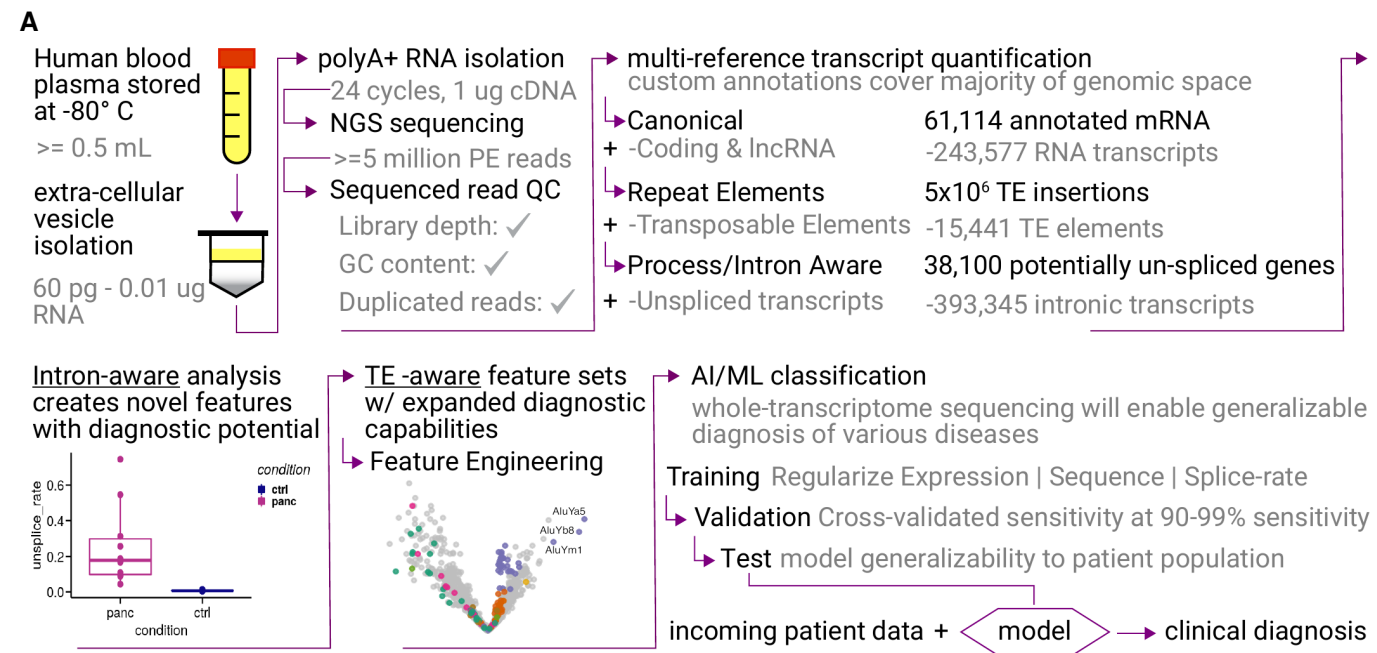 A
Human blood
plasma stored
at -80° C
>= 0.5 mL
extra-cellular
vesicle
isolation
60 pg - 0.01 ug
RNA
polyA+ RNA isolation
24 cycles, 1 ug cDNA
NGS sequencing
>=5 million PE reads
Sequenced read QC
Library depth: ✓
GC content: ✓
Duplicated reads: ✓
multi-reference transcript quantification
custom annotations cover majority of genomic space
Canonical 61,114 annotated mRNA
+ -Coding & lncRNA -243,577 RNA transcripts
Repeat Elements 5x10⁶ TE insertions
+ -Transposable Elements -15,441 TE elements
Process/Intron Aware 38,100 potentially un-spliced genes
+ -Unspliced transcripts -393,345 intronic transcripts
Intron-aware analysis
creates novel features
with diagnostic potential
unsplice_rate
0.6
0.4
0.2
0.0
panc ctrl
condition
condition
ctrl
panc
TE -aware feature sets
w/ expanded diagnostic
capabilities
Feature Engineering
AluYa5
AluYb8
AluYm1
AI/ML classification
whole-transcriptome sequencing will enable generalizable
diagnosis of various diseases
Training Regularize Expression | Sequence | Splice-rate
Validation Cross-validated sensitivity at 90-99% sensitivity
Test model generalizability to patient population
incoming patient data + model clinical diagnosis